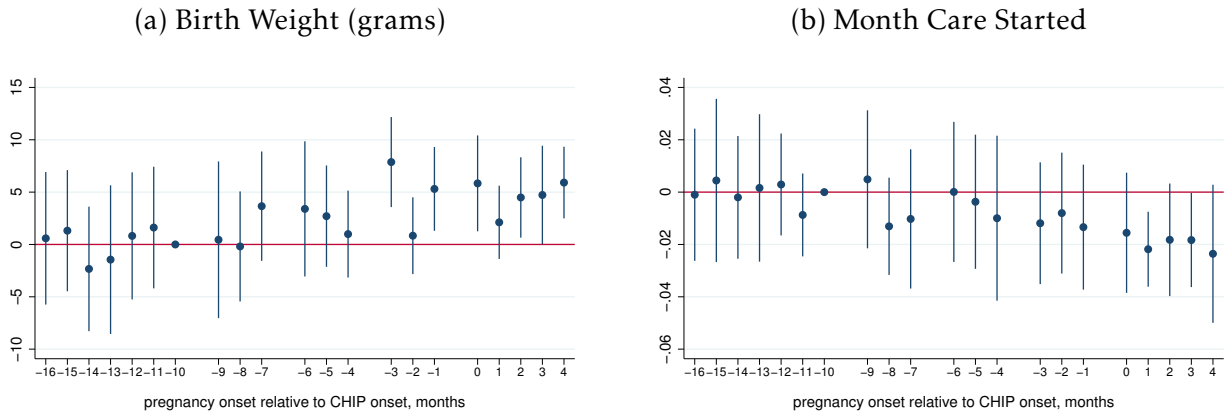 (a) Birth Weight (grams)
15
10
5
0
−5
−10
−16 −15 −14 −13 −12 −11 −10 −9 −8 −7 −6 −5 −4 −3 −2 −1 0 1 2 3 4
pregnancy onset relative to CHIP onset, months
(b) Month Care Started
.04
.02
0
−.02
−.04
−.06
−16 −15 −14 −13 −12 −11 −10 −9 −8 −7 −6 −5 −4 −3 −2 −1 0 1 2 3 4
pregnancy onset relative to CHIP onset, months